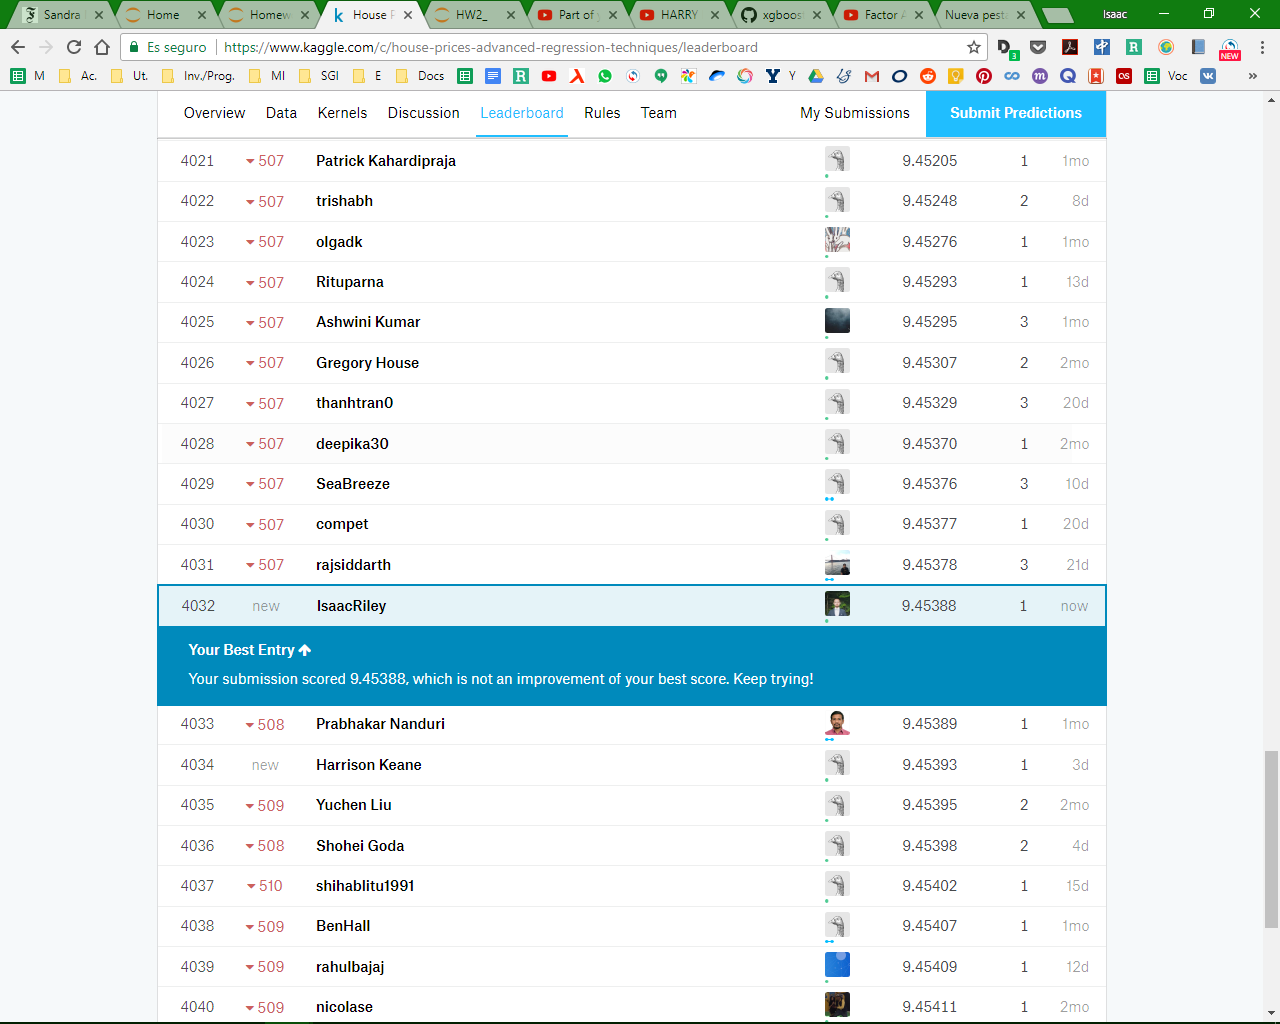 Sandra
Home
Homew
House P
HW2_
Part of y
HARRY
xgboost
Factor A
Nueva pest
Isaac
Es seguro
https://www.kaggle.com/c/house-prices-advanced-regression-techniques/leaderboard
3
NEW
M Ac. Ut. Inv./Prog. MI SGI E Docs Y Voc »
Overview Data Kernels Discussion Leaderboard Rules Team My Submissions Submit Predictions
4021 507 Patrick Kahardipraja 9.45205 1 1mo
4022 507 trishabh 9.45248 2 8d
4023 507 olgadk 9.45276 1 1mo
4024 507 Rituparna 9.45293 1 13d
4025 507 Ashwini Kumar 9.45295 3 1mo
4026 507 Gregory House 9.45307 2 2mo
4027 507 thanhtran0 9.45329 3 20d
4028 507 deepika30 9.45370 1 2mo
4029 507 SeaBreeze 9.45376 3 10d
4030 507 compet 9.45377 1 20d
4031 507 rajsiddarth 9.45378 3 21d
4032 new IsaacRiley 9.45388 1 now
Your Best Entry
Your submission scored 9.45388, which is not an improvement of your best score. Keep trying!
4033 508 Prabhakar Nanduri 9.45389 1 1mo
4034 new Harrison Keane 9.45393 1 3d
4035 509 Yuchen Liu 9.45395 2 2mo
4036 508 Shohei Goda 9.45398 2 4d
4037 510 shihablitu1991 9.45402 1 15d
4038 509 BenHall 9.45407 1 1mo
4039 509 rahulbajaj 9.45409 1 12d
4040 509 nicolase 9.45411 1 2mo